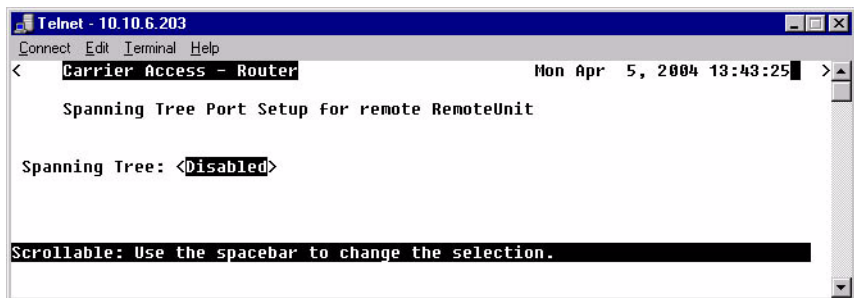 Telnet - 10.10.6.203
Connect Edit Terminal Help
< Carrier Access - Router Mon Apr 5, 2004 13:43:25 >
Spanning Tree Port Setup for remote RemoteUnit
Spanning Tree: <Disabled>
Scrollable: Use the spacebar to change the selection.